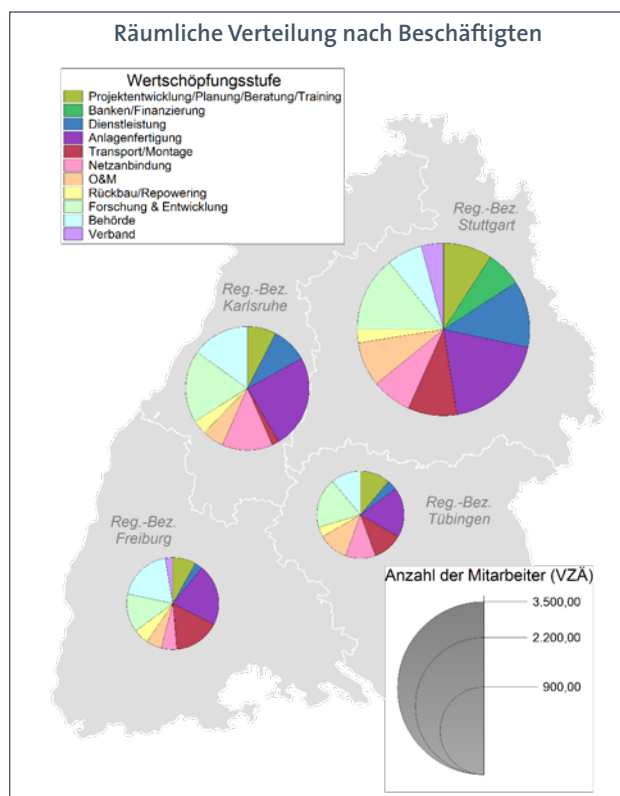 Räumliche Verteilung nach Beschäftigten
Wertschöpfungsstufe
Projektentwicklung/Planung/Beratung/Training
Banken/Finanzierung
Dienstleistung
Anlagenfertigung
Transport/Montage
Netzanbindung
O&M
Rückbau/Repowering
Forschung & Entwicklung
Behörde
Verband
Reg.-Bez.
Stuttgart
Reg.-Bez.
Karlsruhe
Reg.-Bez.
Tübingen
Reg.-Bez.
Freiburg
Anzahl der Mitarbeiter (VZÄ)
3.500,00
2.200,00
900,00